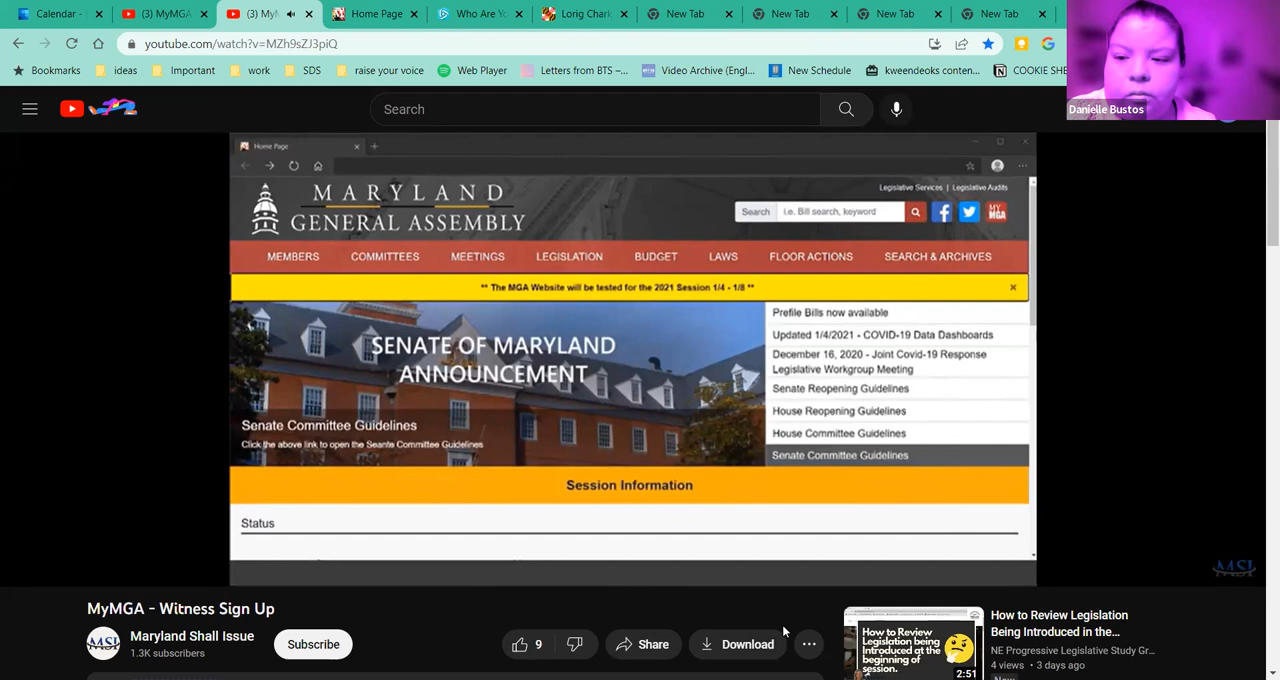 Calendar -
(3) MyMGA
(3) My
Home Page
Who Are Yo
Lorig Chark
New Tab
New Tab
New Tab
New Tab
youtube.com/watch?v=MZh9sZJ3piQ
Bookmarks
ideas
Important
work
SDS
raise your voice
Web Player
Letters from BTS –...
Video Archive (Engl...
New Schedule
kweendeoks conten...
COOKIE SHE
Danielle Bustos
Search
Home Page
MARYLAND
GENERAL ASSEMBLY
Legislative Services | Legislative Audits
Search i.e. Bill search, keyword
MY
MGA
MEMBERS
COMMITTEES
MEETINGS
LEGISLATION
BUDGET
LAWS
FLOOR ACTIONS
SEARCH & ARCHIVES
** The MGA Website will be tested for the 2021 Session 1/4 - 1/8 **
SENATE OF MARYLAND
ANNOUNCEMENT
Senate Committee Guidelines
Click the above link to open the Seante Committee Guidelines
Prefile Bills now available
Updated 1/4/2021 - COVID-19 Data Dashboards
December 16, 2020 - Joint Covid-19 Response
Legislative Workgroup Meeting
Senate Reopening Guidelines
House Reopening Guidelines
House Committee Guidelines
Senate Committee Guidelines
Session Information
Status
MSI
MyMGA - Witness Sign Up
MSI
Maryland Shall Issue
1.3K subscribers
Subscribe
9
Share
Download
How to Review
Legislation being
Introduced at the
beginning of
session.
2:51
How to Review Legislation
Being Introduced in the...
NE Progressive Legislative Study Gr...
4 views • 3 days ago
New